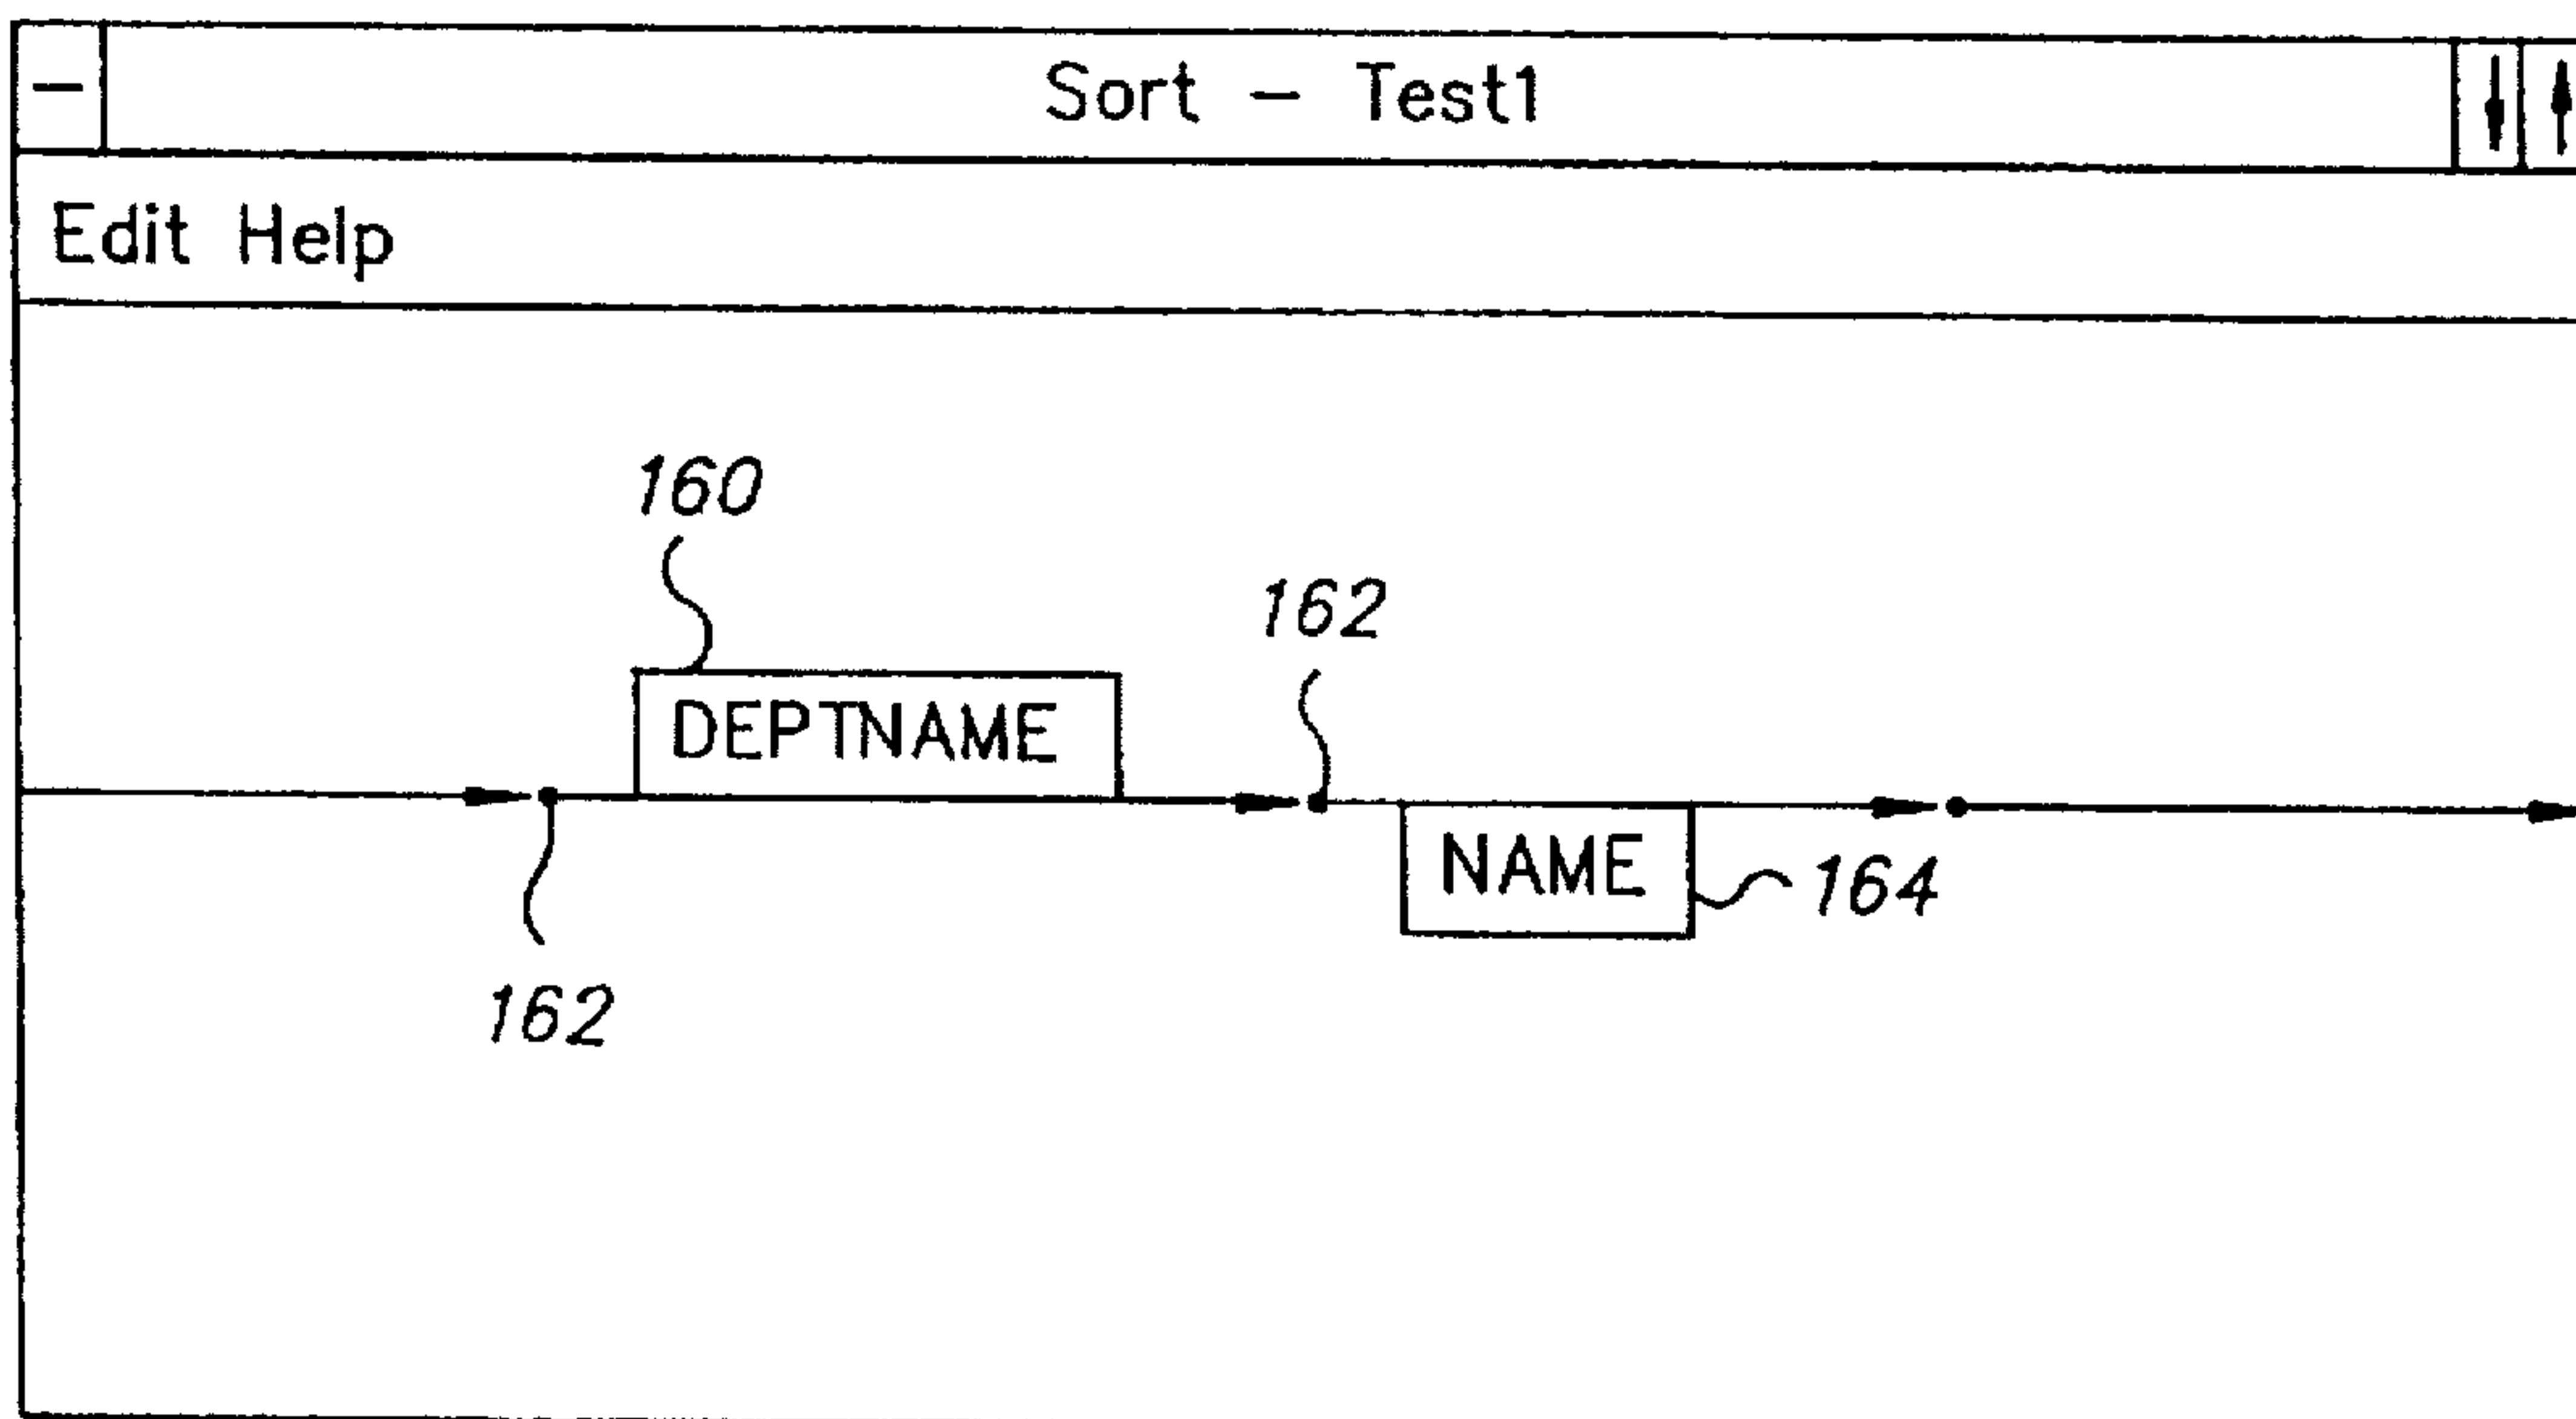 Sort - Test1
Edit Help
160
162
DEPTNAME
NAME
164
162